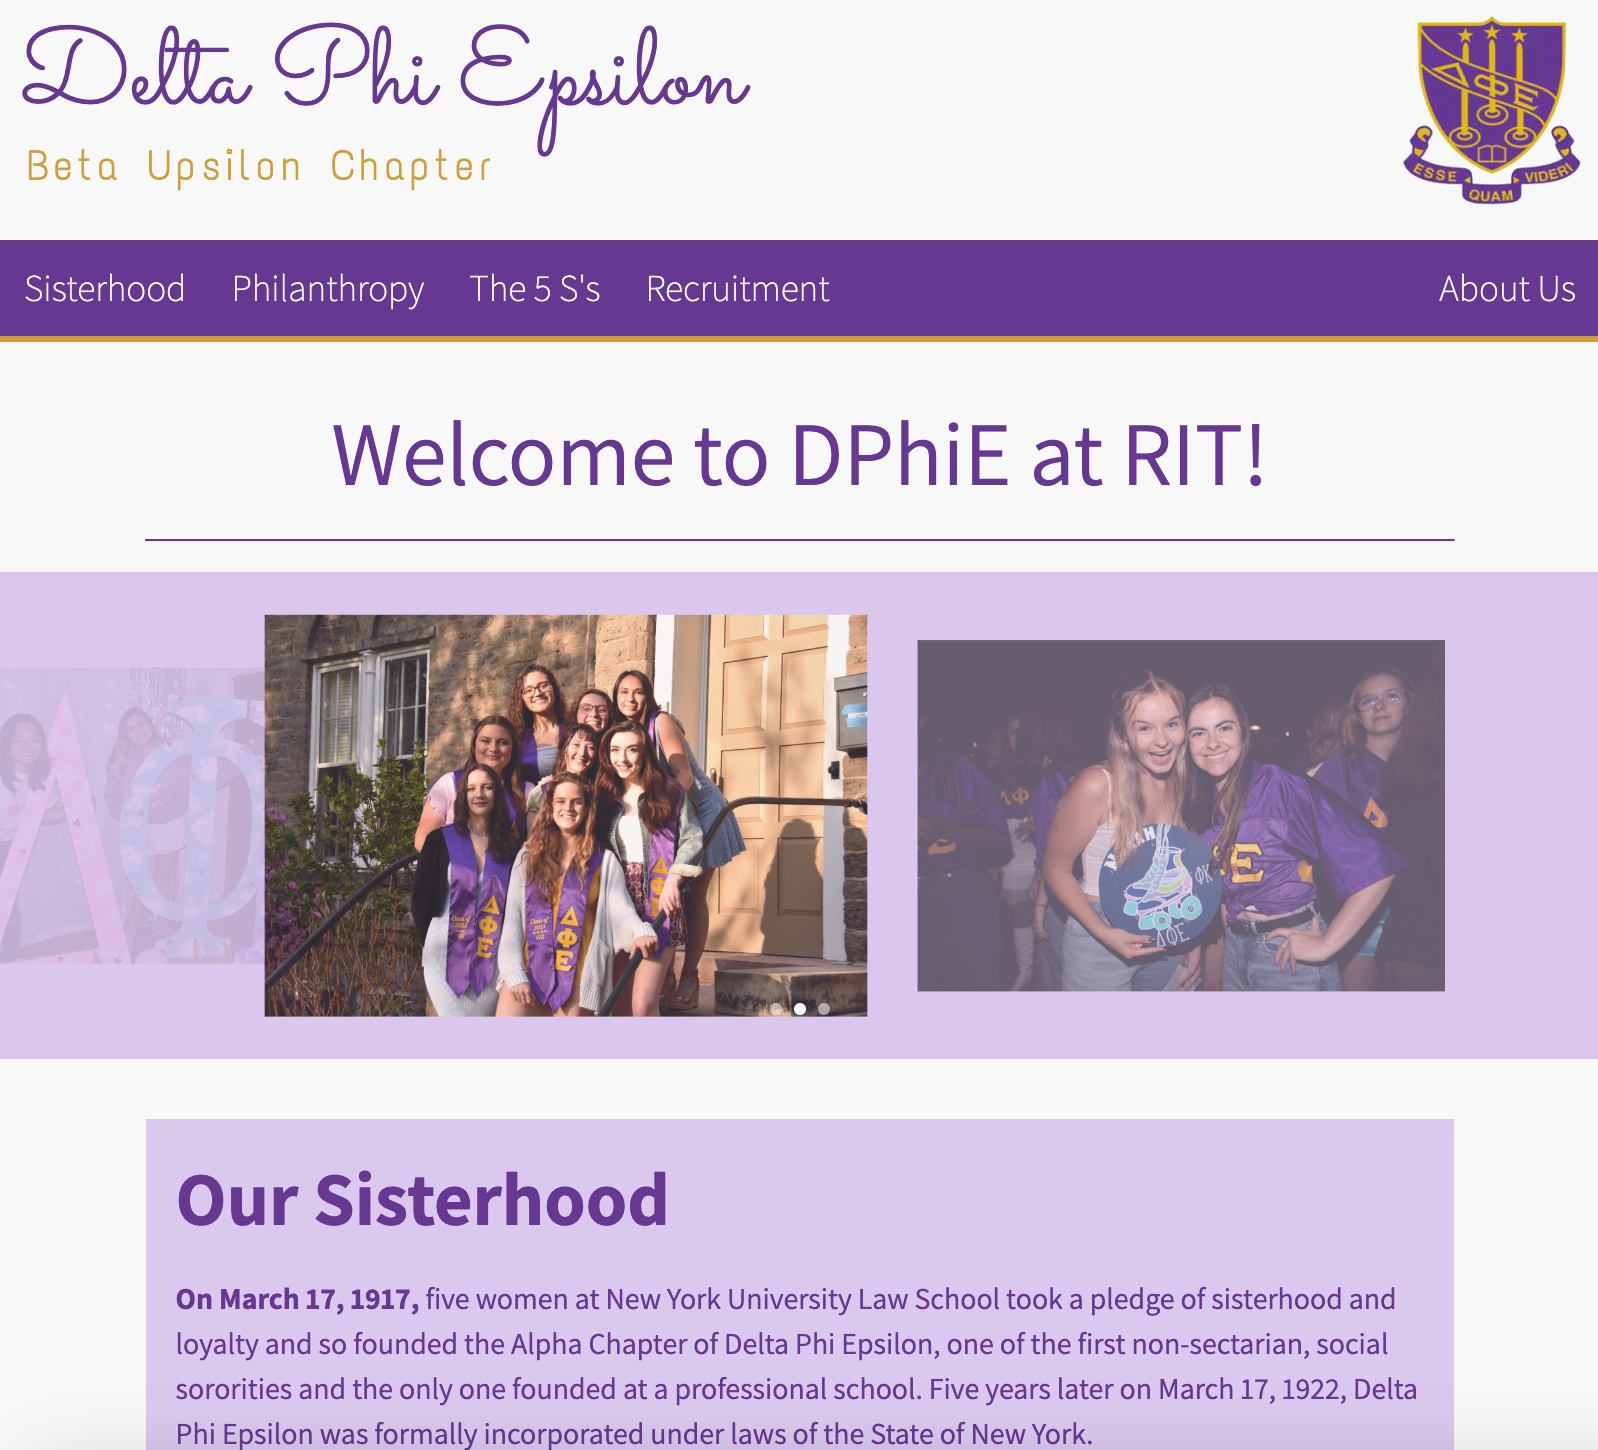 Delta Phi Epsilon
Beta Upsilon Chapter
ΔΦΕ
ESSE QUAM VIDERI
Sisterhood Philanthropy The 5 S's Recruitment About Us
Welcome to DPhiE at RIT!
ΔΦ
ΔΦΕ
ΔΦΕ
ΔΦΕ
ΔΦ
ΦΚ
ΔΦΕ
Ε
Our Sisterhood
On March 17, 1917, five women at New York University Law School took a pledge of sisterhood and
loyalty and so founded the Alpha Chapter of Delta Phi Epsilon, one of the first non-sectarian, social
sororities and the only one founded at a professional school. Five years later on March 17, 1922, Delta
Phi Epsilon was formally incorporated under laws of the State of New York.